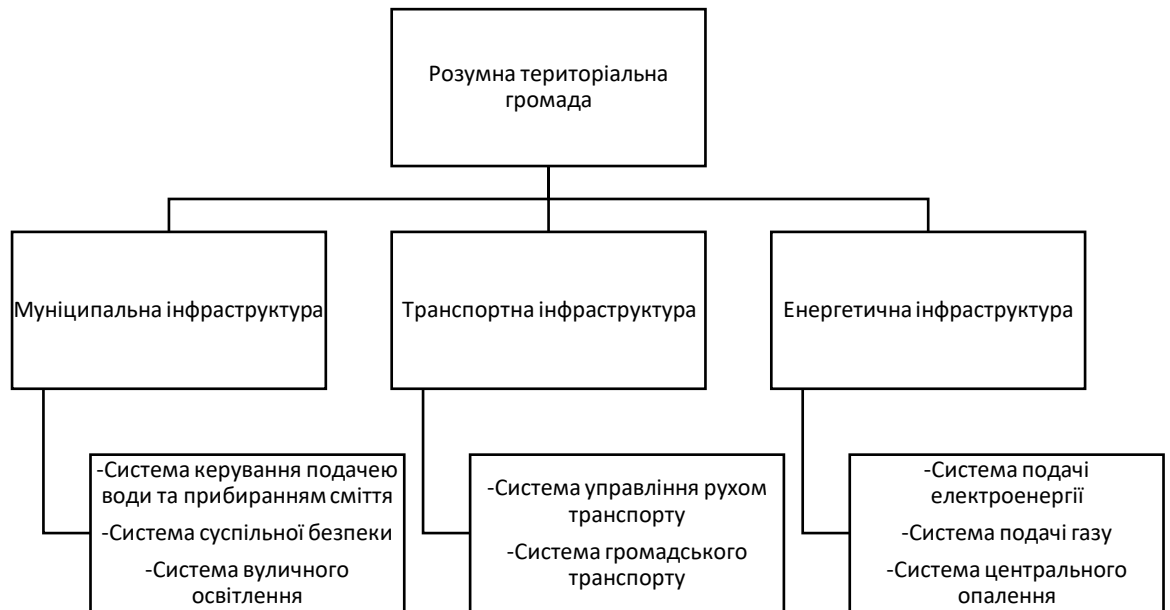 Розумна територіальна
громада
Муніципальна інфраструктура
Транспортна інфраструктура
Енергетична інфраструктура
-Система керування подачею
води та прибиранням сміття
-Система суспільної безпеки
-Система вуличного
освітлення
-Система управління рухом
транспорту
-Система громадського
транспорту
-Система подачі
електроенергії
-Система подачі газу
-Система центрального
опалення